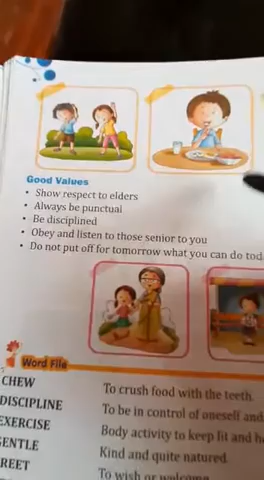 Good Values
• Show respect to elders
• Always be punctual
• Be disciplined
• Obey and listen to those senior to you
• Do not put off for tomorrow what you can do tod
Word File
CHEW To crush food with the teeth.
DISCIPLINE To be in control of oneself and
EXERCISE Body activity to keep fit and h
GENTLE Kind and quite natured.
REET To wish or welcome